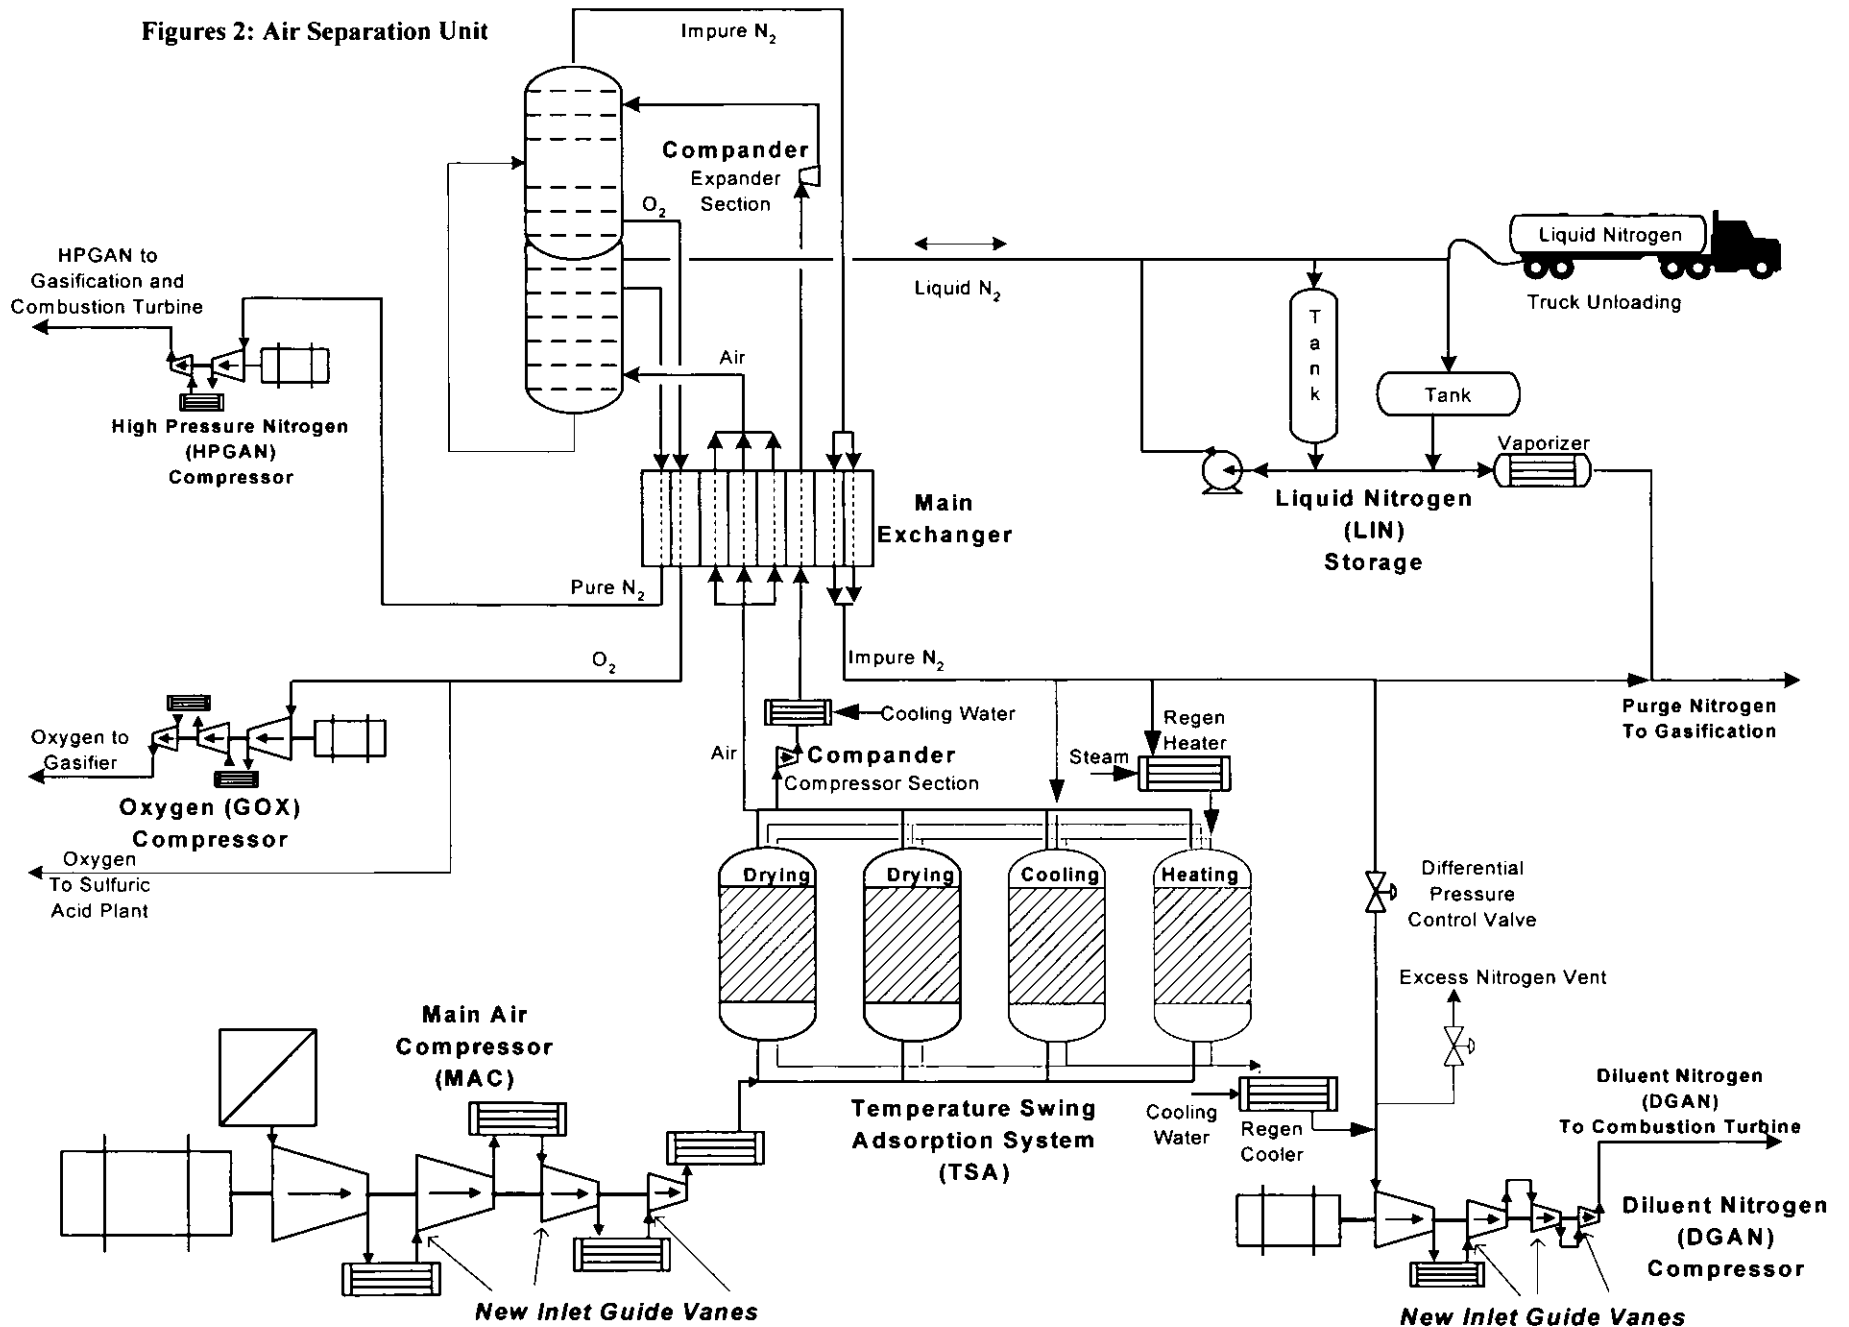 Figures 2: Air Separation Unit
Impure N2
Compander
Expander
Section
O2
Liquid Nitrogen
Truck Unloading
HPGAN to
Gasification and
Combustion Turbine
Liquid N2
T
a
n
k
Tank
Air
High Pressure Nitrogen
(HPGAN)
Compressor
Vaporizer
Main
Exchanger
Liquid Nitrogen
(LIN)
Storage
Pure N2
O2
Impure N2
Purge Nitrogen
To Gasification
Cooling Water
Regen
Heater
Steam
Air
Compander
Compressor Section
Oxygen to
Gasifier
Oxygen (GOX)
Compressor
Oxygen
To Sulfuric
Acid Plant
Drying
Drying
Cooling
Heating
Differential
Pressure
Control Valve
Excess Nitrogen Vent
Main Air
Compressor
(MAC)
Temperature Swing
Adsorption System
(TSA)
Cooling
Water
Regen
Cooler
Diluent Nitrogen
(DGAN)
To Combustion Turbine
Diluent Nitrogen
(DGAN)
Compressor
New Inlet Guide Vanes
New Inlet Guide Vanes